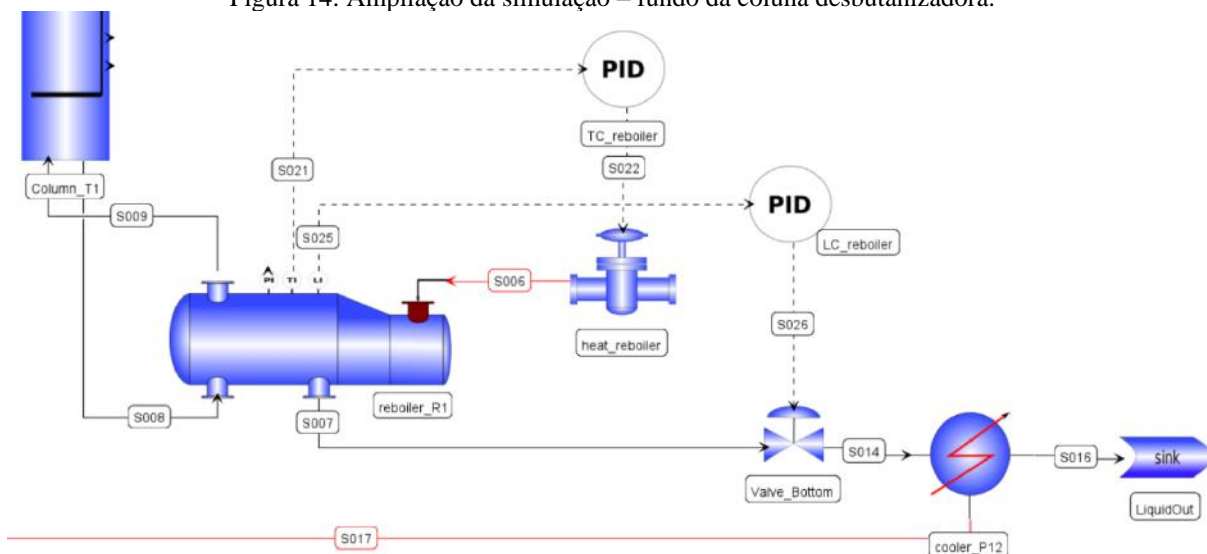 Figura 14: Ampliação da simulação – fundo da coluna desbutanizadora.
PID
TC_reboiler
S021
S022
Column_T1
PID
S009
S025
LC_reboiler
PI
TI
LI
S006
S026
heat_reboiler
reboiler_R1
S008
S007
S014
S016
sink
Valve_Bottom
LiquidOut
S017
cooler_P12